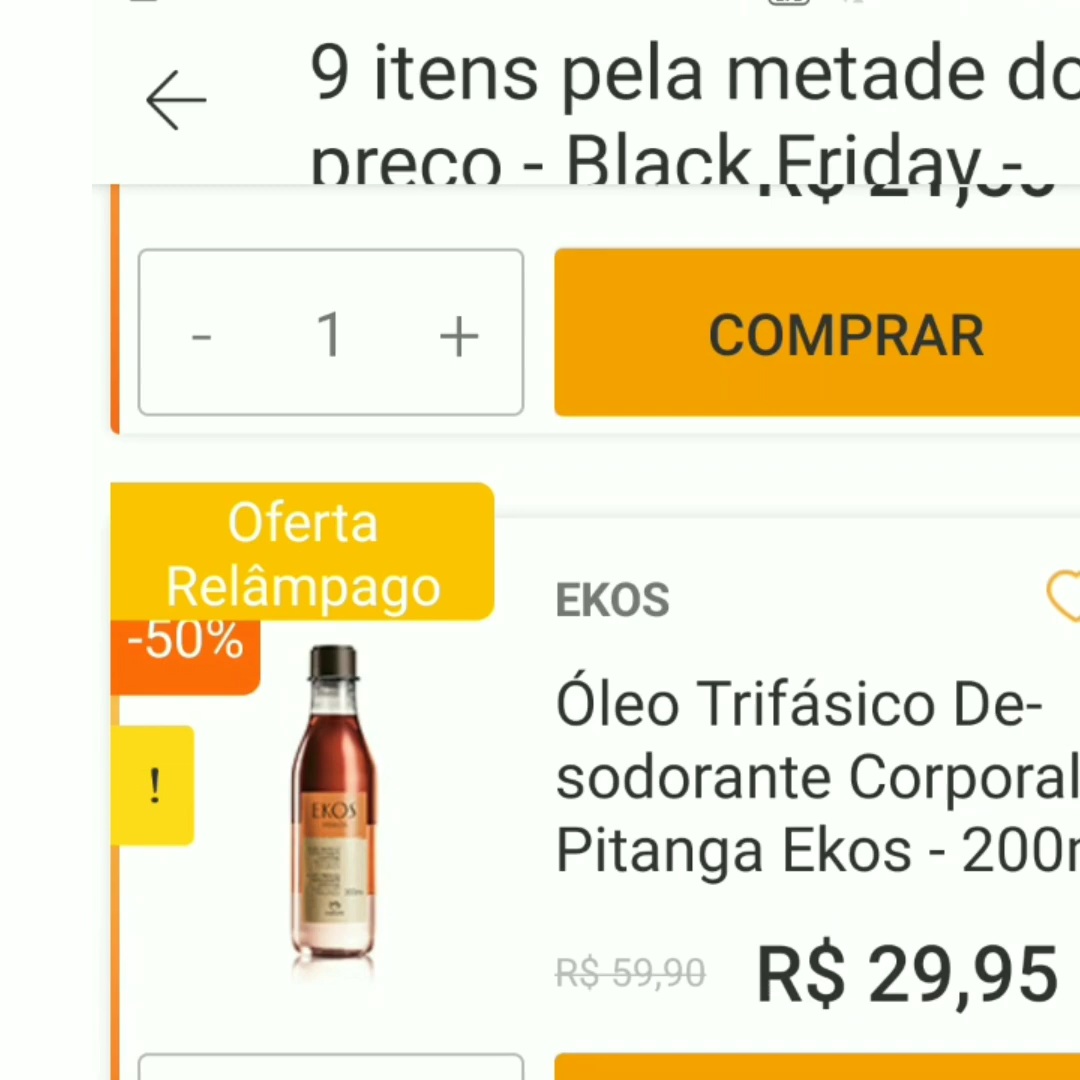 9 itens pela metade do
preço - Black Friday -
- 1 +
COMPRAR
Oferta
Relâmpago
-50%
!
EKOS
Óleo Trifásico De-
sodorante Corporal
Pitanga Ekos - 200
R$ 59,90 R$ 29,95
EKOS